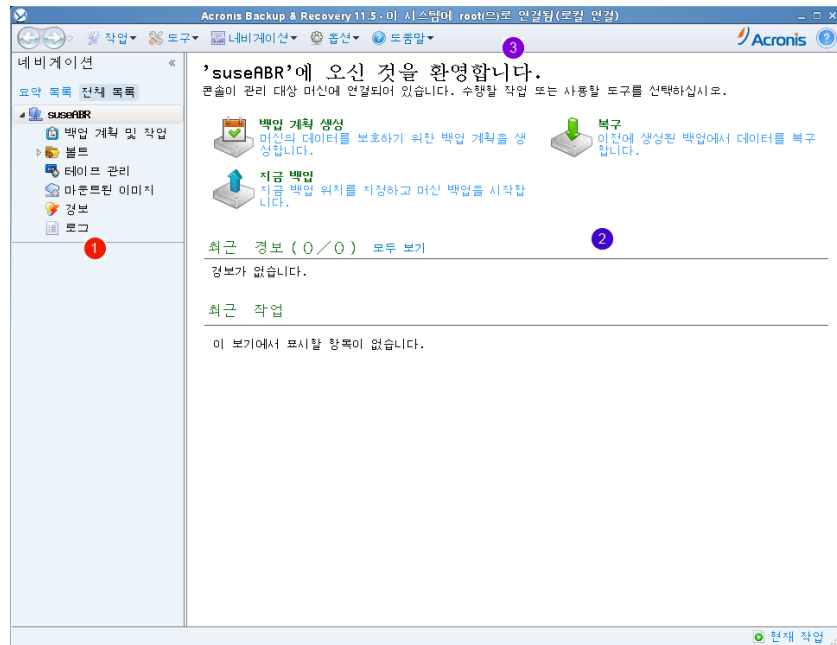 Acronis Backup & Recovery 11.5 - 이 시스템에 root(으)로 연결됨(로컬 연결)
작업 도구 네비게이션 옵션 도움말
Acronis
네비게이션 «
요약 목록 전체 목록
suseABR
백업 계획 및 작업
볼트
테이프 관리
마운트된 이미지
경보
로그
1
3
'suseABR'에 오신 것을 환영합니다.
콘솔이 관리 대상 머신에 연결되어 있습니다. 수행할 작업 또는 사용할 도구를 선택하십시오.
백업 계획 생성
머신의 데이터를 보호하기 위한 백업 계획을 생
성합니다.
복구
이전에 생성된 백업에서 데이터를 복구
합니다.
지금 백업
지금 백업 위치를 지정하고 머신 백업을 시작합
니다.
2
최근 경보(0/0) 모두 보기
경보가 없습니다.
최근 작업
이 보기에서 표시할 항목이 없습니다.
현재 작업